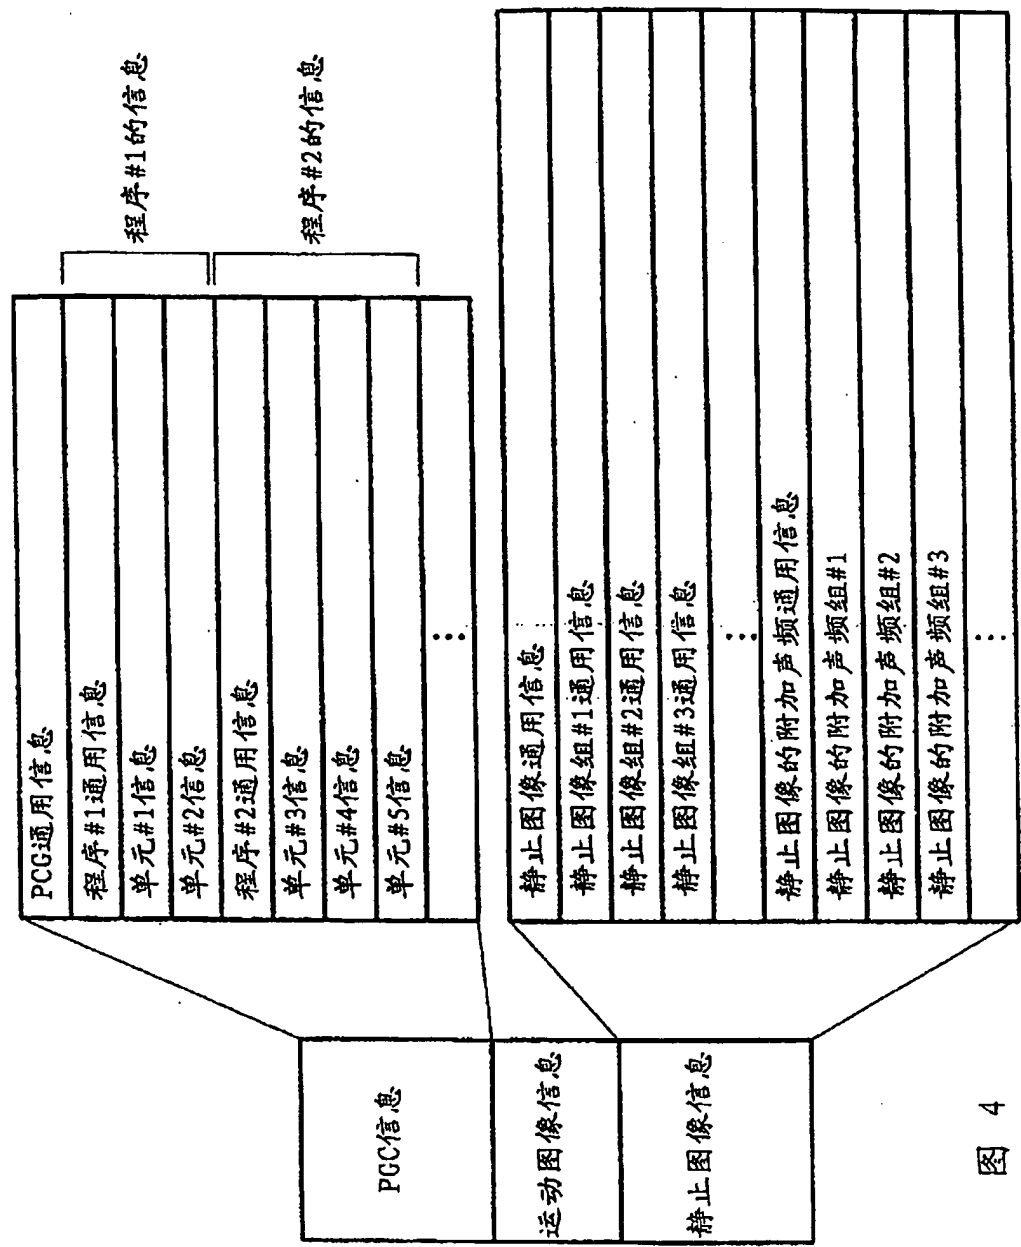 PGC信息
运动图像信息
静止图像信息
PCG通用信息
程序#1通用信息
单元#1信息
单元#2信息
程序#2通用信息
单元#3信息
单元#4信息
单元#5信息
⋮
程序#1的信息
程序#2的信息
静止图像通用信息
静止图像组#1通用信息
静止图像组#2通用信息
静止图像组#3通用信息
⋮
静止图像的附加声频通用信息
静止图像的附加声频组#1
静止图像的附加声频组#2
静止图像的附加声频组#3
⋮
图 4